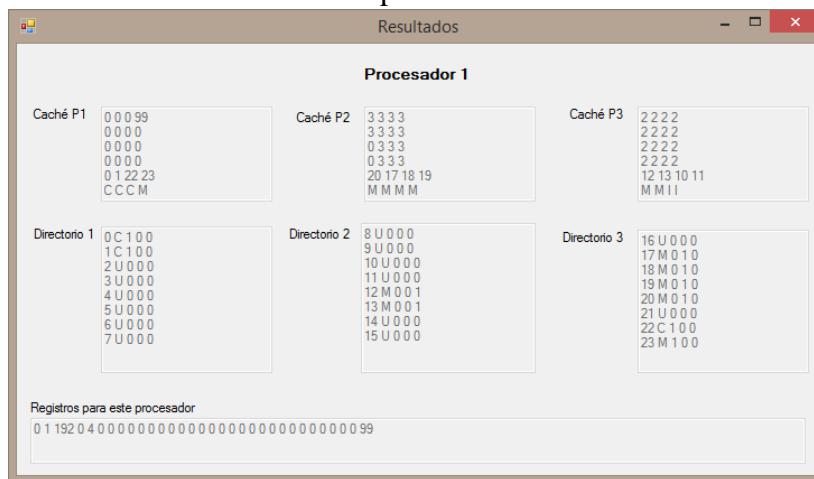 Resultados
Procesador 1
Caché P1
0 0 0 99
0 0 0 0
0 0 0 0
0 0 0 0
0 1 22 23
C C C M
Caché P2
3 3 3 3
3 3 3 3
0 3 3 3
0 3 3 3
20 17 18 19
M M M M
Caché P3
2 2 2 2
2 2 2 2
2 2 2 2
2 2 2 2
12 13 10 11
M M I I
Directorio 1
0 C 1 0 0
1 C 1 0 0
2 U 0 0 0
3 U 0 0 0
4 U 0 0 0
5 U 0 0 0
6 U 0 0 0
7 U 0 0 0
Directorio 2
8 U 0 0 0
9 U 0 0 0
10 U 0 0 0
11 U 0 0 0
12 M 0 0 1
13 M 0 0 1
14 U 0 0 0
15 U 0 0 0
Directorio 3
16 U 0 0 0
17 M 0 1 0
18 M 0 1 0
19 M 0 1 0
20 M 0 1 0
21 U 0 0 0
22 C 1 0 0
23 M 1 0 0
Registros para este procesador
0 1 192 0 4 0 0 0 0 0 0 0 0 0 0 0 0 0 0 0 0 0 0 0 0 0 0 0 0 0 0 99